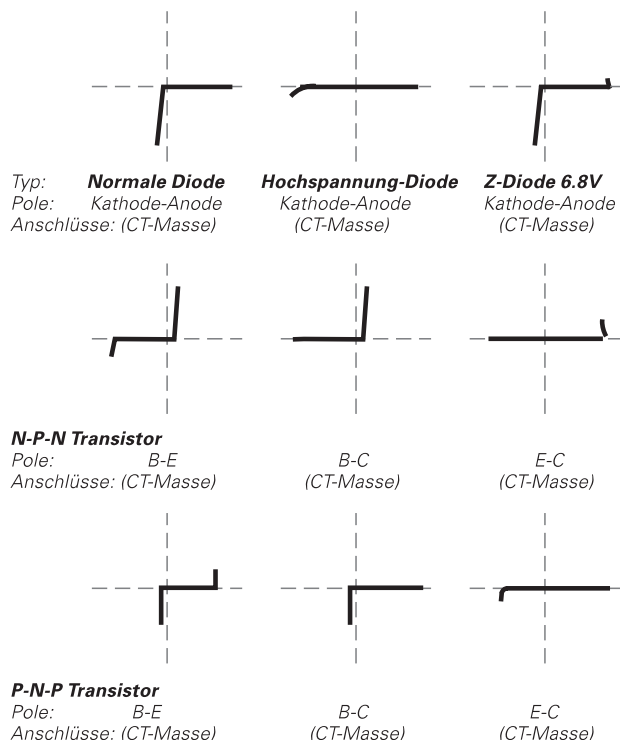 Typ: Normale Diode Hochspannung-Diode Z-Diode 6.8V
Pole: Kathode-Anode Kathode-Anode Kathode-Anode
Anschlüsse: (CT-Masse) (CT-Masse) (CT-Masse)
N-P-N Transistor
Pole: B-E B-C E-C
Anschlüsse: (CT-Masse) (CT-Masse) (CT-Masse)
P-N-P Transistor
Pole: B-E B-C E-C
Anschlüsse: (CT-Masse) (CT-Masse) (CT-Masse)